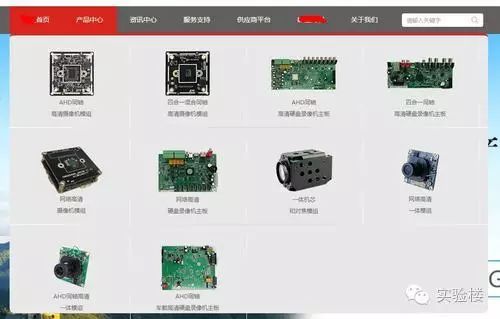 首页 产品中心 资讯中心 服务支持 供应商平台 关于我们 请输入关键字
AHD同轴 四合一混合同轴 AHD同轴 四合一同轴
高清摄像机模组 高清摄像机模组 高清硬盘录像机主板 高清硬盘录像机主板
网络高清 网络高清 一体机芯 网络高清
摄像机模组 硬盘录像机主板 和对焦模组 一体模组
AHD同轴高清 AHD同轴
一体模组 车载高清硬盘录像机主板
G
实验楼